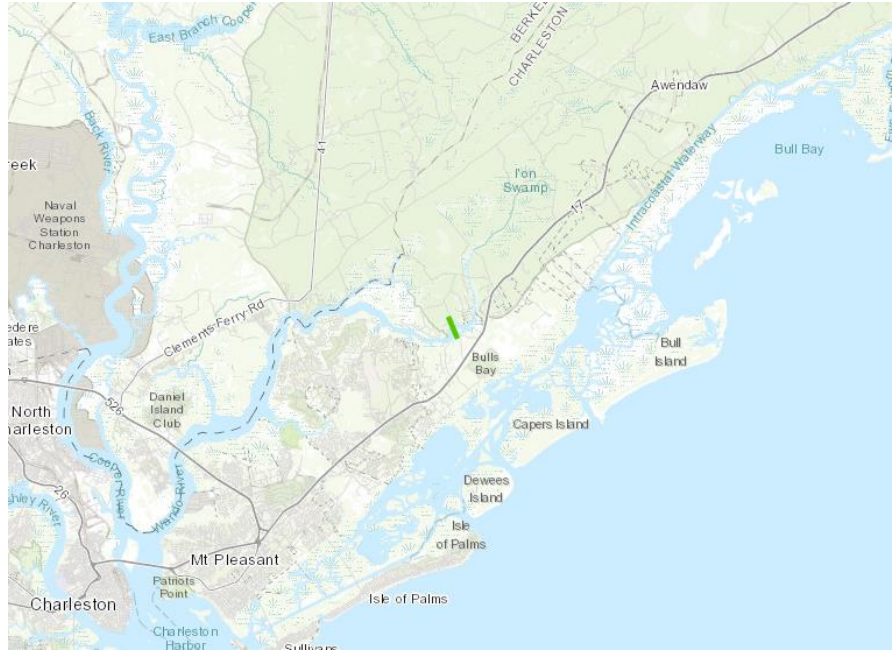 East Branch Cooper
BERKE
CHARLESTON
Awendaw
Back River
Bull Bay
41
I'on
Swamp
Intracoastal Waterway
17
reek
Naval
Weapons
Station
Charleston
Clements Ferry Rd
edere
ates
Bull
Island
Bulls
Bay
Daniel
Island
Club
526
North
harleston
Capers Island
Cooper River
Wando River
26
hley River
Dewees
Island
Isle
of Palms
Mt Pleasant
Patriots
Point
Isle of Palms
Charleston
Charleston
Harbor
Sullivans